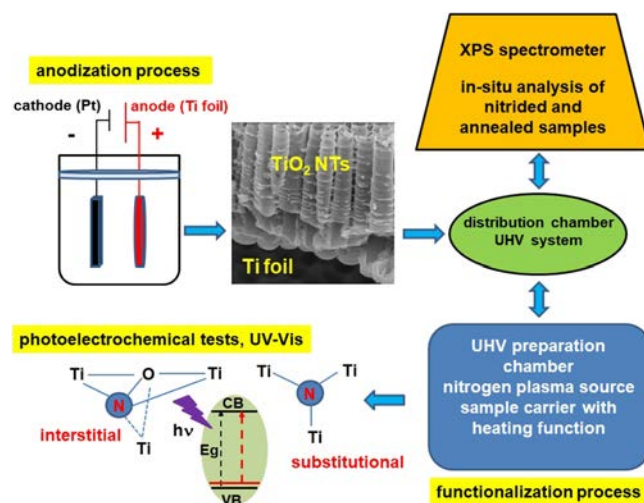 anodization process
cathode (Pt)
anode (Ti foil)
-
+
TiO₂ NTs
Ti foil
XPS spectrometer
in-situ analysis of
nitrided and
annealed samples
distribution chamber
UHV system
UHV preparation
chamber
nitrogen plasma source
sample carrier with
heating function
functionalization process
photoelectrochemical tests, UV-Vis
Ti
O
Ti
N
interstitial
Ti
hν
CB
Eg
VB
Ti
Ti
N
substitutional
Ti